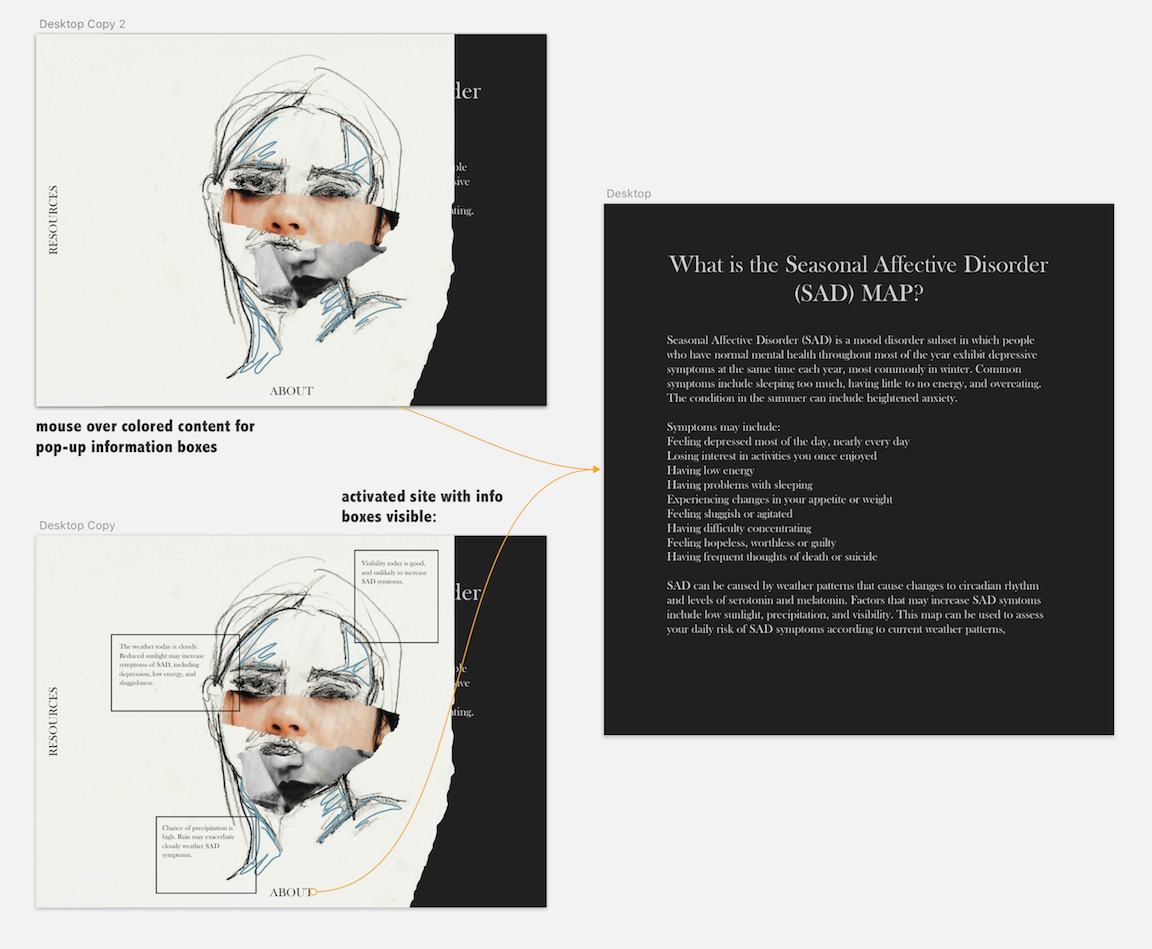 Desktop Copy 2
der
ple
sive
ating.
RESOURCES
ABOUT
mouse over colored content for
pop-up information boxes
activated site with info
boxes visible:
Desktop Copy
Visibility today is good,
and unlikely to increase
SAD symtoms.
der
The weather today is cloudy.
Reduced sunlight may increase
symptoms of SAD, including
depression, low energy, and
sluggishness.
ple
sive
ating.
RESOURCES
Chance of precipitation is
high. Rain may exacerbate
cloudy weather SAD
symptoms.
ABOUT
Desktop
What is the Seasonal Affective Disorder
(SAD) MAP?
Seasonal Affective Disorder (SAD) is a mood disorder subset in which people
who have normal mental health throughout most of the year exhibit depressive
symptoms at the same time each year, most commonly in winter. Common
symptoms include sleeping too much, having little to no energy, and overeating.
The condition in the summer can include heightened anxiety.
Symptoms may include:
Feeling depressed most of the day, nearly every day
Losing interest in activities you once enjoyed
Having low energy
Having problems with sleeping
Experiencing changes in your appetite or weight
Feeling sluggish or agitated
Having difficulty concentrating
Feeling hopeless, worthless or guilty
Having frequent thoughts of death or suicide
SAD can be caused by weather patterns that cause changes to circadian rhythm
and levels of serotonin and melatonin. Factors that may increase SAD symtoms
include low sunlight, precipitation, and visibility. This map can be used to assess
your daily risk of SAD symptoms according to current weather patterns,